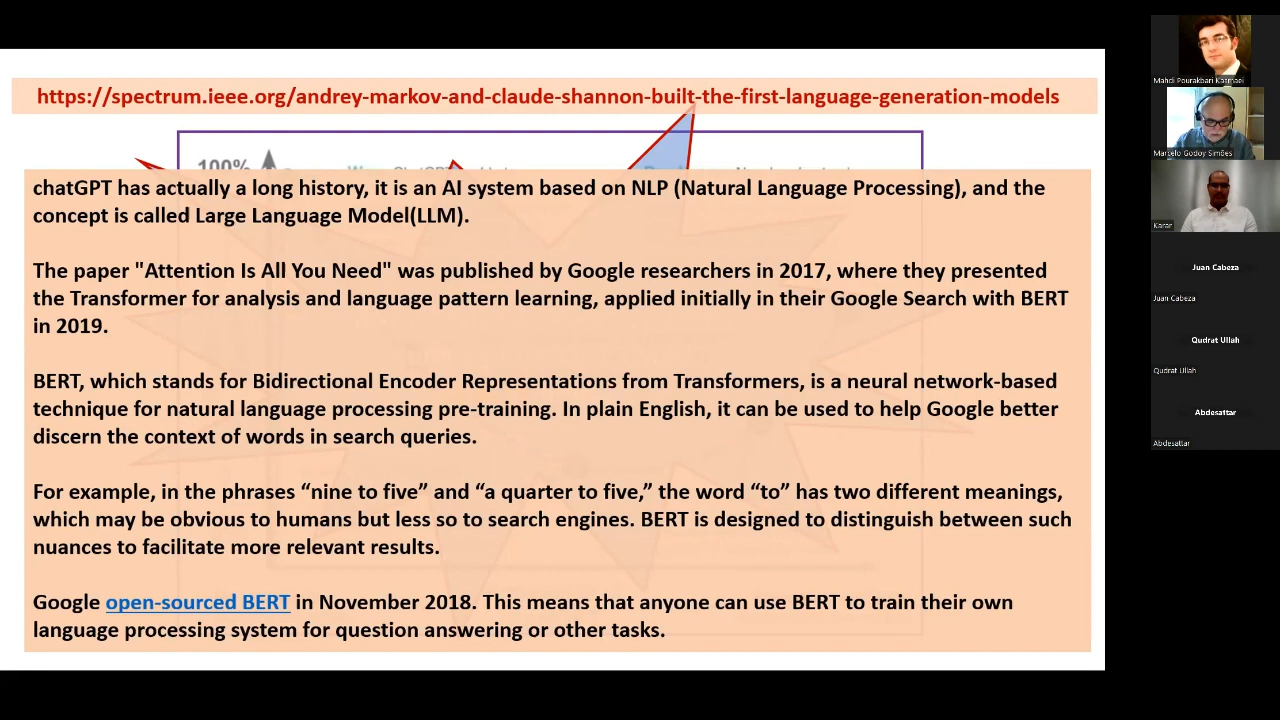 https://spectrum.ieee.org/andrey-markov-and-claude-shannon-built-the-first-language-generation-models
100%
chatGPT has actually a long history, it is an AI system based on NLP (Natural Language Processing), and the
concept is called Large Language Model(LLM).
The paper "Attention Is All You Need" was published by Google researchers in 2017, where they presented
the Transformer for analysis and language pattern learning, applied initially in their Google Search with BERT
in 2019.
BERT, which stands for Bidirectional Encoder Representations from Transformers, is a neural network-based
technique for natural language processing pre-training. In plain English, it can be used to help Google better
discern the context of words in search queries.
For example, in the phrases “nine to five” and “a quarter to five,” the word “to” has two different meanings,
which may be obvious to humans but less so to search engines. BERT is designed to distinguish between such
nuances to facilitate more relevant results.
Google open-sourced BERT in November 2018. This means that anyone can use BERT to train their own
language processing system for question answering or other tasks.
Mahdi Pourakbari Kasmaei
Marcelo Godoy Simões
Karar
Juan Cabeza
Juan Cabeza
Qudrat Ullah
Qudrat Ullah
Abdesattar
Abdesattar